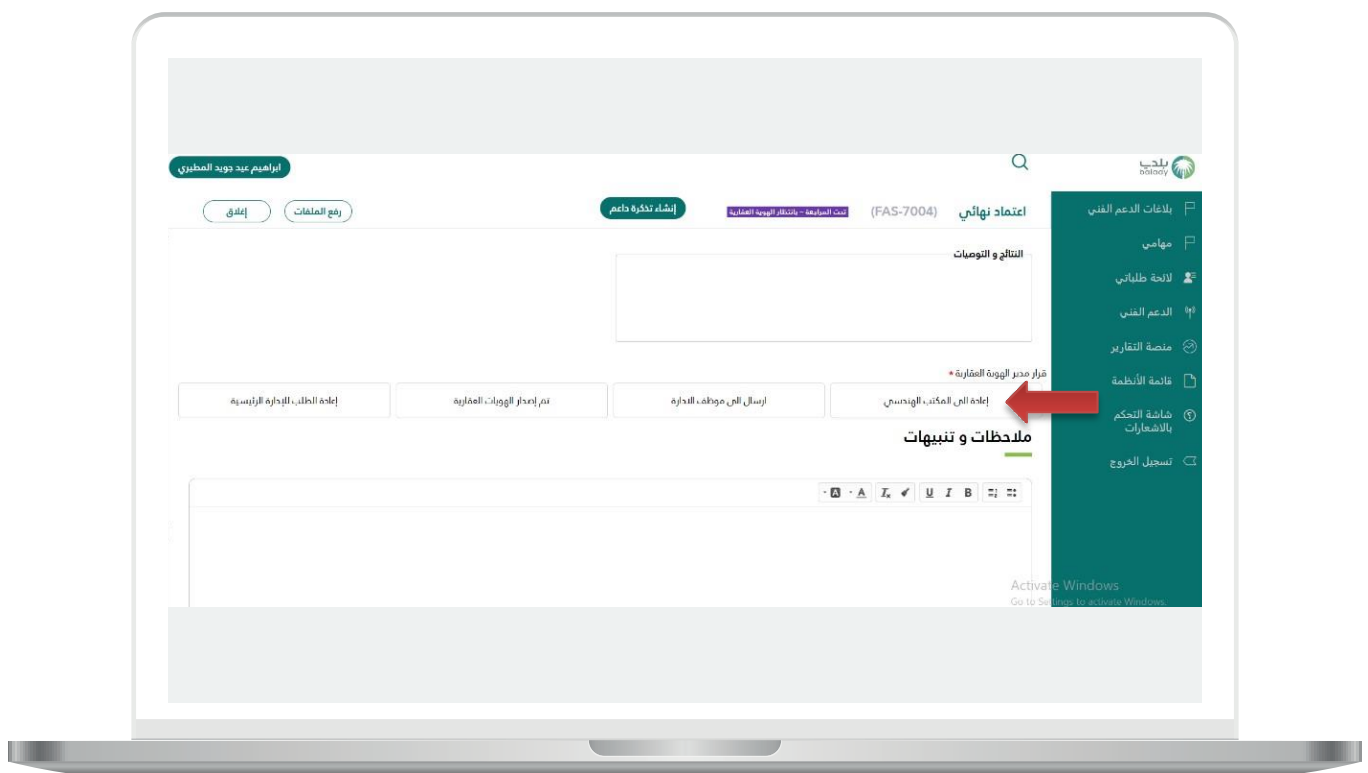 بلدي
balady
ابراهيم عيد جويد المطيري
بلاغات الدعم الفني
مهامي
لائحة طلباتي
الدعم الفني
منصة التقارير
قائمة الأنظمة
شاشة التحكم
بالاشعارات
تسجيل الخروج
اعتماد نهائي (FAS-7004) تمت المراجعة - بانتظار الهوية العقارية إنشاء تذكرة داعم رفع الملفات إغلاق
النتائج و التوصيات
قرار مدير الهوية العقارية *
إعادة الى المكتب الهندسي ارسال الى موظف الادارة تم إصدار الهويات العقارية إعادة الطلب للإدارة الرئيسية
ملاحظات و تنبيهات
Activate Windows
Go to Settings to activate Windows.